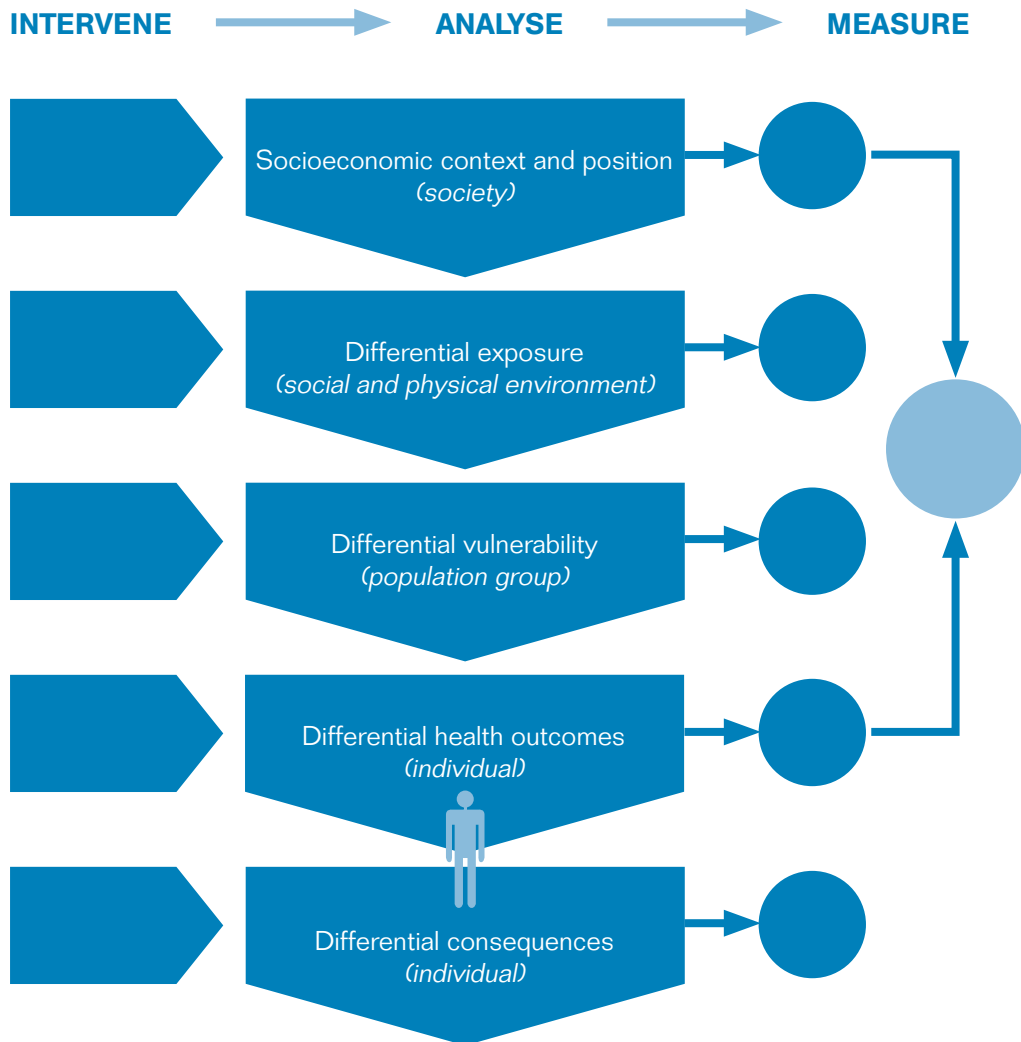 INTERVENE ANALYSE MEASURE
Socioeconomic context and position
(society)
Differential exposure
(social and physical environment)
Differential vulnerability
(population group)
Differential health outcomes
(individual)
Differential consequences
(individual)